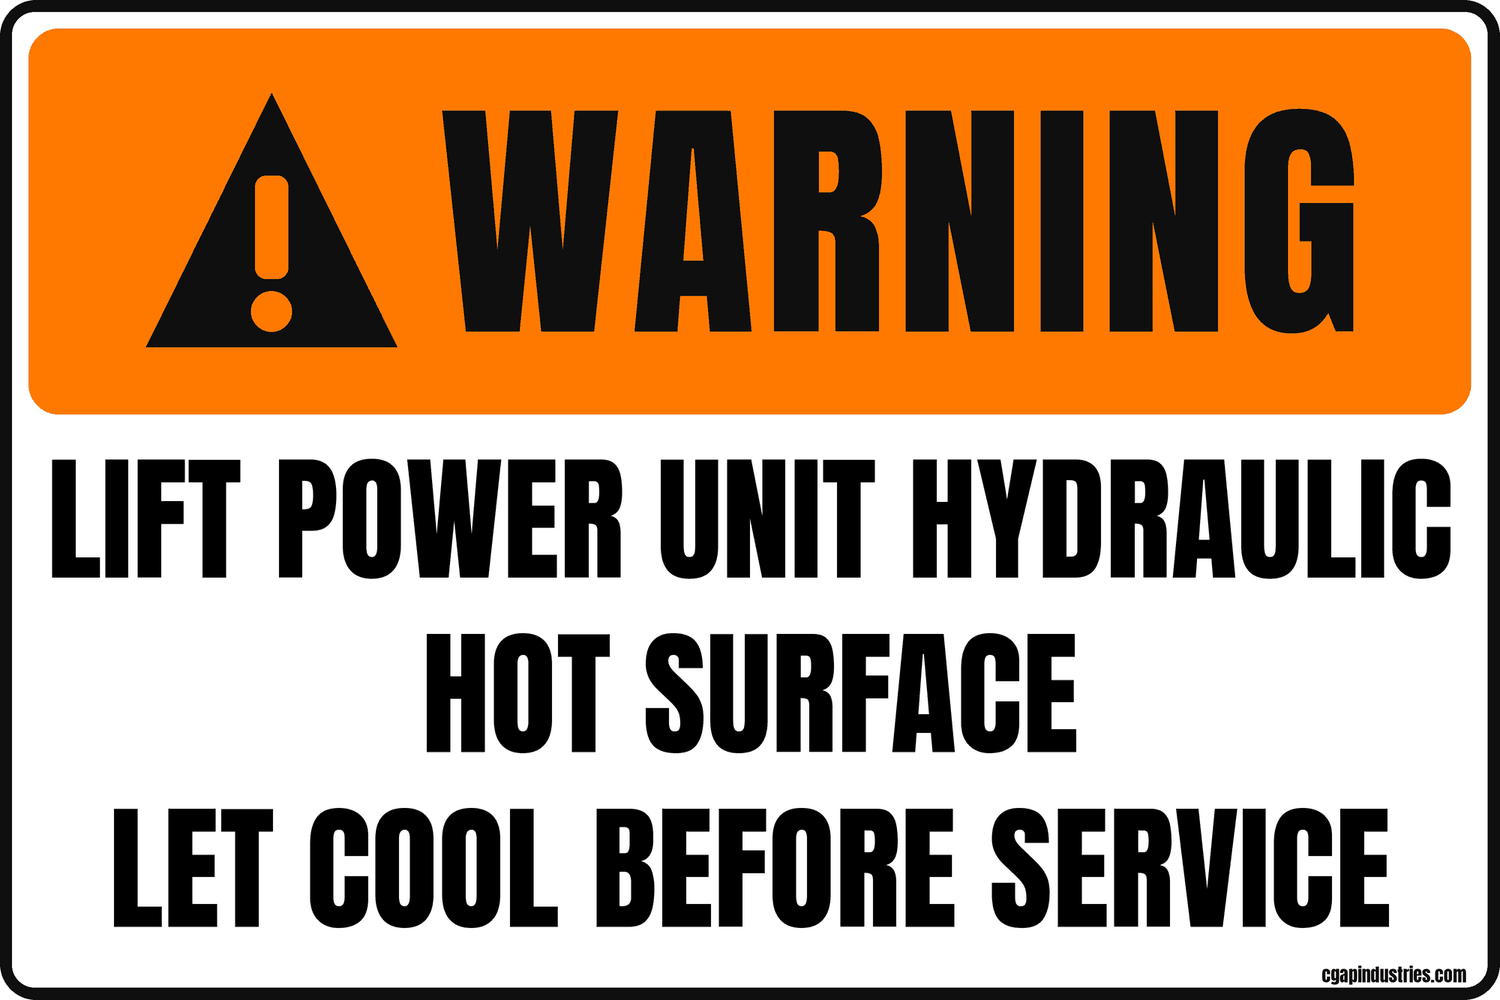 WARNING
LIFT POWER UNIT HYDRAULIC
HOT SURFACE
LET COOL BEFORE SERVICE
cgapindustries.com